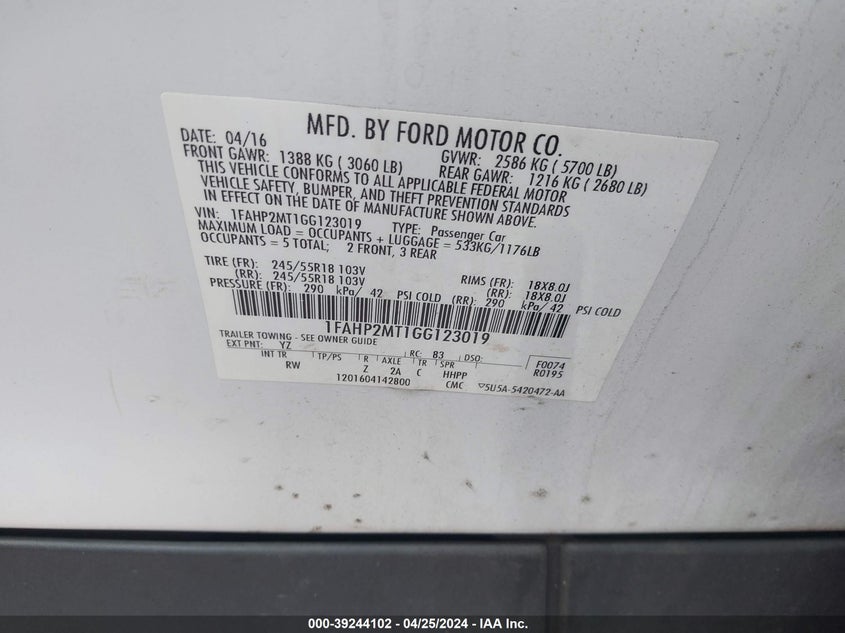 MFD. BY FORD MOTOR CO.
DATE: 04/16 GVWR: 2586 KG ( 5700 LB)
FRONT GAWR: 1388 KG ( 3060 LB) REAR GAWR: 1216 KG ( 2680 LB)
THIS VEHICLE CONFORMS TO ALL APPLICABLE FEDERAL MOTOR
VEHICLE SAFETY, BUMPER, AND THEFT PREVENTION STANDARDS
IN EFFECT ON THE DATE OF MANUFACTURE SHOWN ABOVE.
VIN: 1FAHP2MT1GG123019 TYPE: Passenger Car
MAXIMUM LOAD = OCCUPANTS + LUGGAGE = 533KG/1176LB
OCCUPANTS = 5 TOTAL; 2 FRONT, 3 REAR
TIRE (FR): 245/55R18 103V RIMS (FR): 18X8.0J
(RR): 245/55R18 103V (RR): 18X8.0J
PRESSURE (FR): 290 kPa/ 42 PSI COLD (RR): 290 kPa/ 42 PSI COLD
1FAHP2MT1GG123019
TRAILER TOWING - SEE OWNER GUIDE
EXT PNT: YZ RC: 83 DSO: F0074
INT TR TP/PS R AXLE TR SPR R0195
RW Z 2A C HHPP
1201604142800 CMC 5U5A-5420472-AA
000-39244102 - 04/25/2024 - IAA Inc.